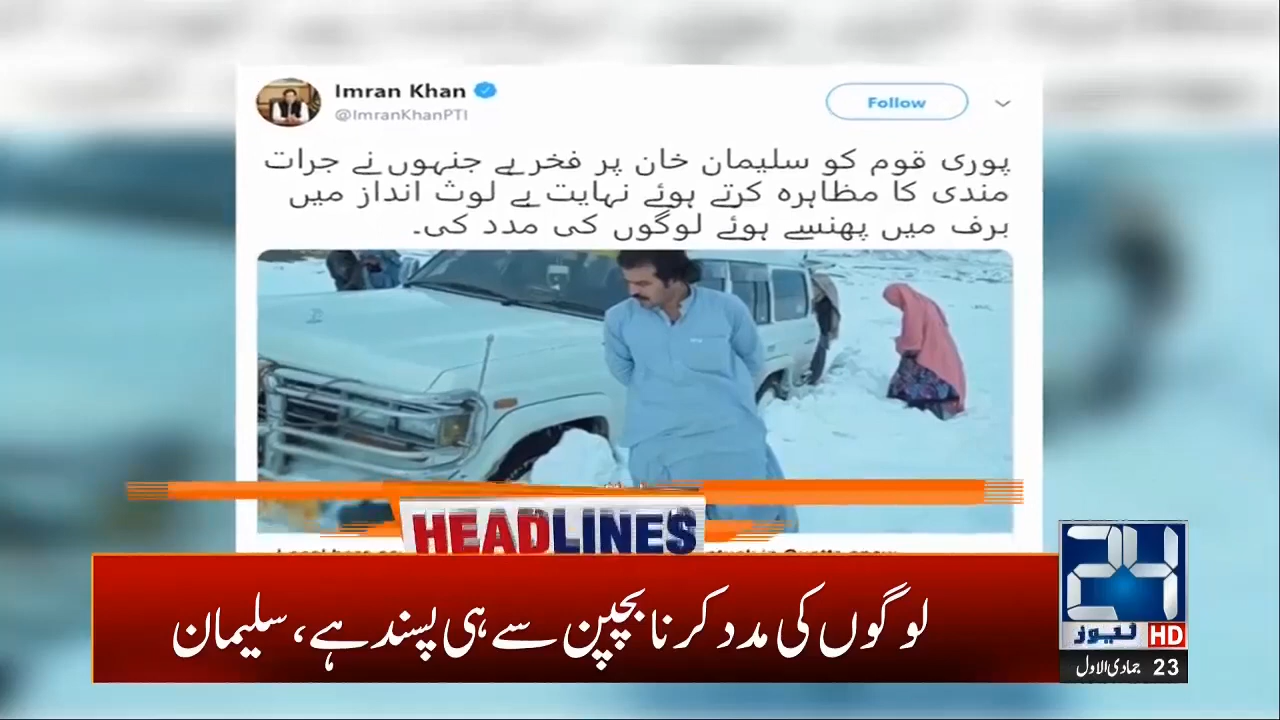 Imran Khan
@ImranKhanPTI
Follow
پوری قوم کو سلیمان خان پر فخر ہے جنہوں نے جرات
مندی کا مظاہرہ کرتے ہوئے نہایت بے لوث انداز میں
برف میں پھنسے ہوئے لوگوں کی مدد کی۔
HEADLINES
لوگوں کی مدد کرنا بچپن سے ہی پسند ہے، سلیمان
24
نیوز HD
23 جمادی الاول